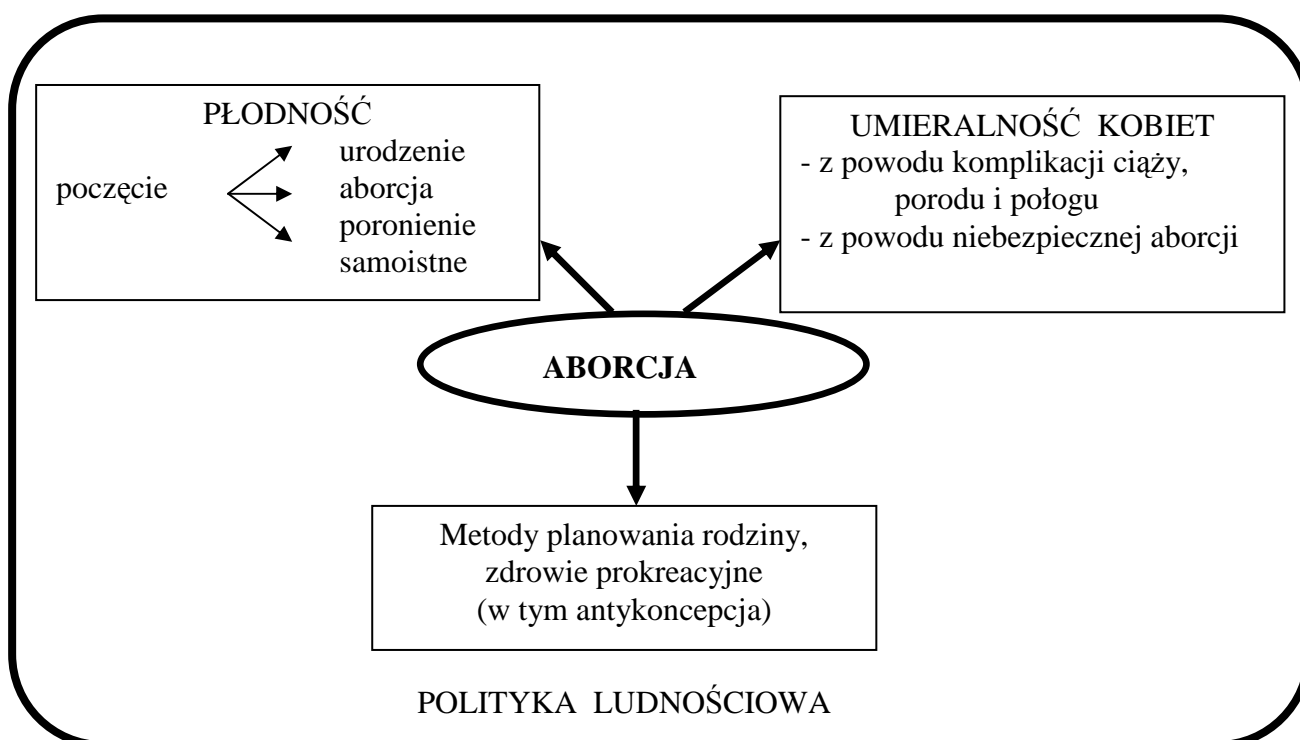 PŁODNOŚĆ
urodzenie
poczęcie aborcja
poronienie
samoistne
UMIERALNOŚĆ KOBIET
- z powodu komplikacji ciąży,
porodu i połogu
- z powodu niebezpiecznej aborcji
ABORCJA
Metody planowania rodziny,
zdrowie prokreacyjne
(w tym antykoncepcja)
POLITYKA LUDNOŚCIOWA